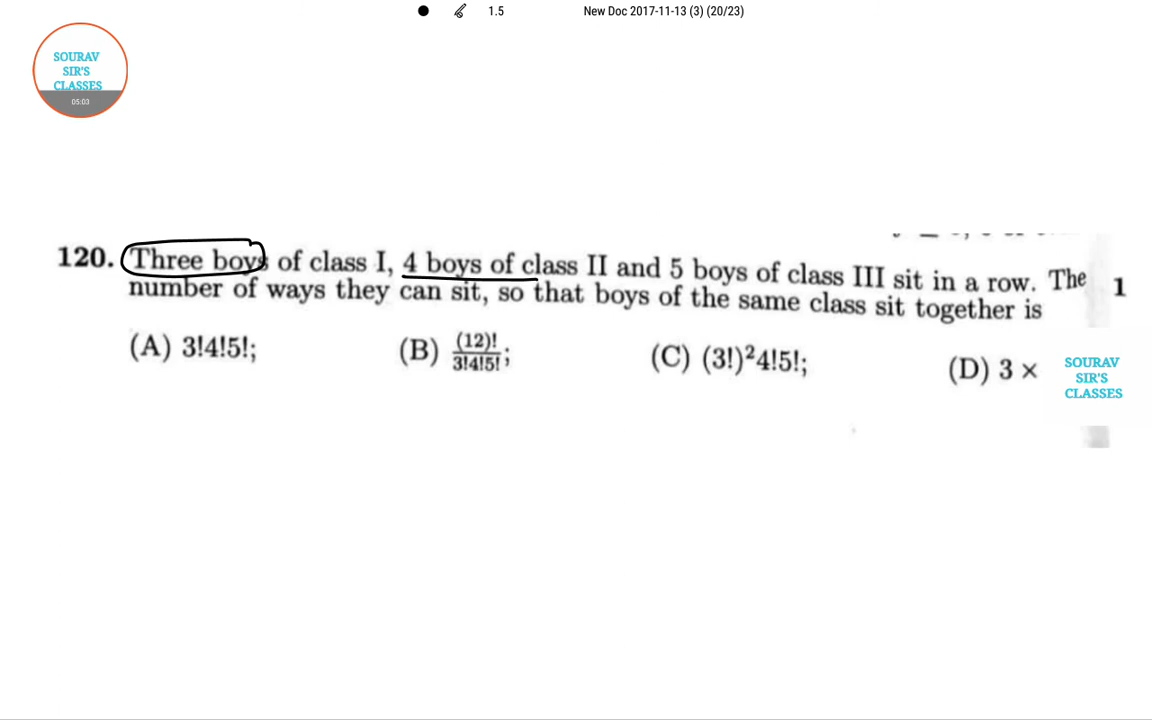 1.5 New Doc 2017-11-13 (3) (20/23)
SOURAV
SIR'S
CLASSES
05:03
120. Three boys of class I, 4 boys of class II and 5 boys of class III sit in a row. The 1
number of ways they can sit, so that boys of the same class sit together is
(A) 3!4!5!; (B) (12)!/3!4!5!; (C) (3!)²4!5!; (D) 3 ×
SOURAV
SIR'S
CLASSES